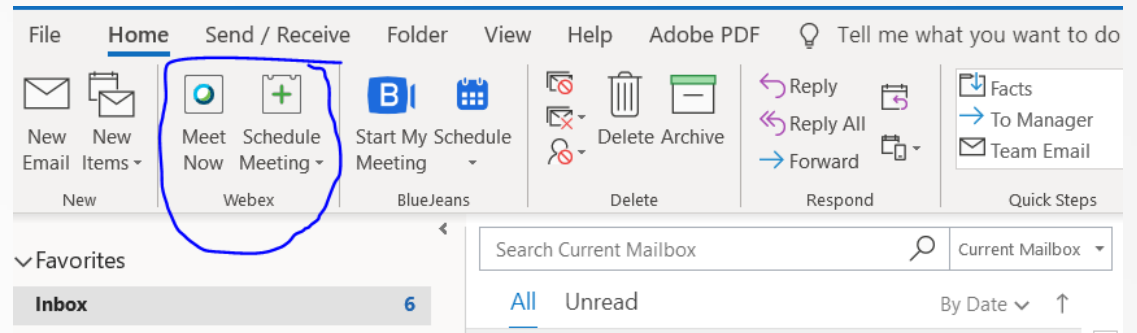 File Home Send / Receive Folder View Help Adobe PDF Tell me what you want to do
New Email
New Items
Meet Now
Schedule Meeting
Start My Meeting
Schedule
Delete
Archive
Reply
Reply All
Forward
Facts
To Manager
Team Email
New Webex BlueJeans Delete Respond Quick Steps
Search Current Mailbox Current Mailbox
Favorites
Inbox 6
All Unread By Date